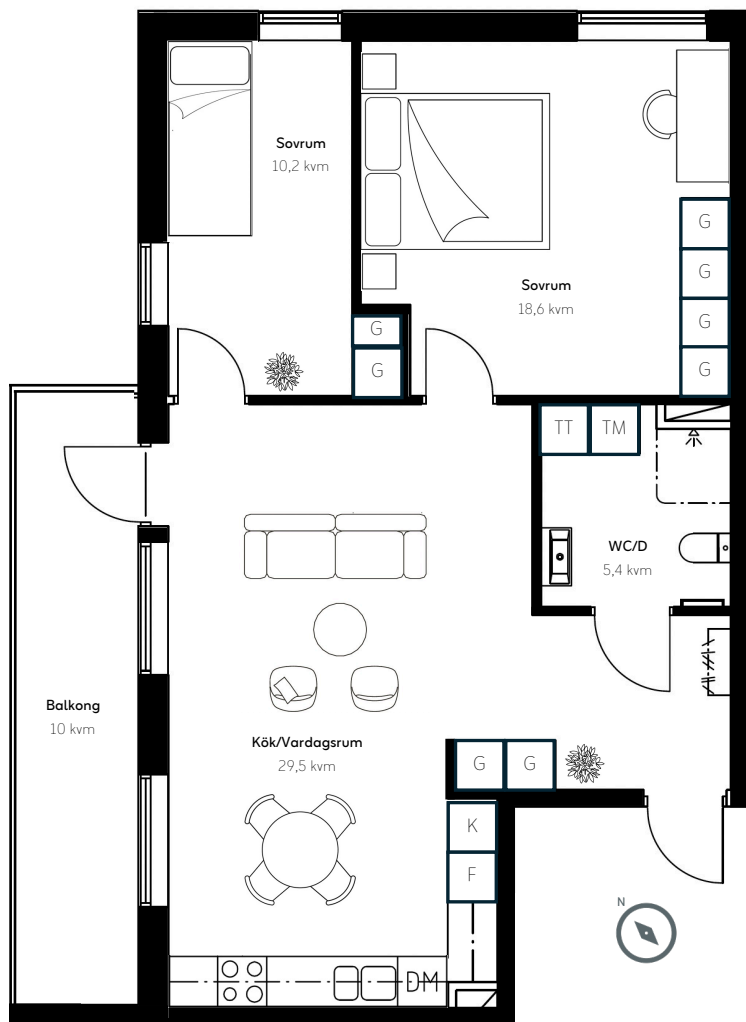 Sovrum
10,2 kvm
Sovrum
18,6 kvm
G
G
G
G
G
G
TT
TM
WC/D
5,4 kvm
Balkong
10 kvm
Kök/Vardagsrum
29,5 kvm
G
G
K
F
N
DM